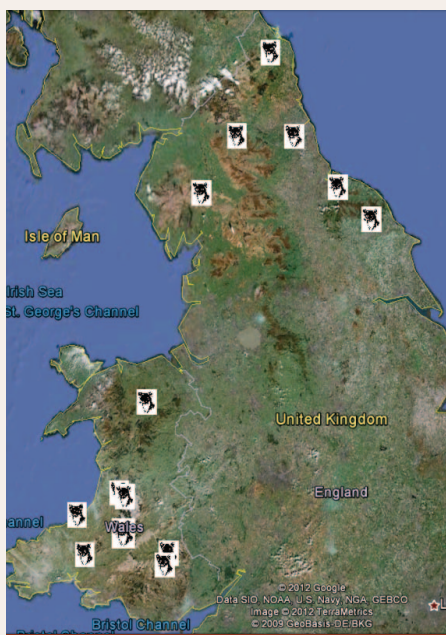 Isle of Man
Irish Sea
St. George's Channel
United Kingdom
England
Wales
Bristol Channel
© 2012 Google
Data SIO, NOAA, U.S. Navy, NGA, GEBCO
Image © 2012 TerraMetrics
© 2009 GeoBasis-DE/BKG